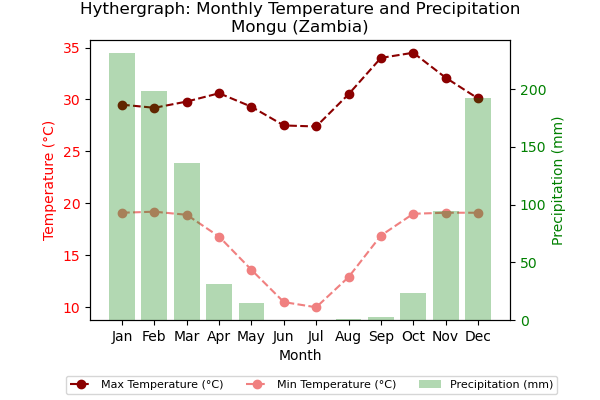 Hythergraph: Monthly Temperature and Precipitation
Mongu (Zambia)
Temperature (°C)
35
30
25
20
15
10
200
150
100
50
0
Precipitation (mm)
Jan Feb Mar Apr May Jun Jul Aug Sep Oct Nov Dec
Month
Max Temperature (°C) Min Temperature (°C) Precipitation (mm)